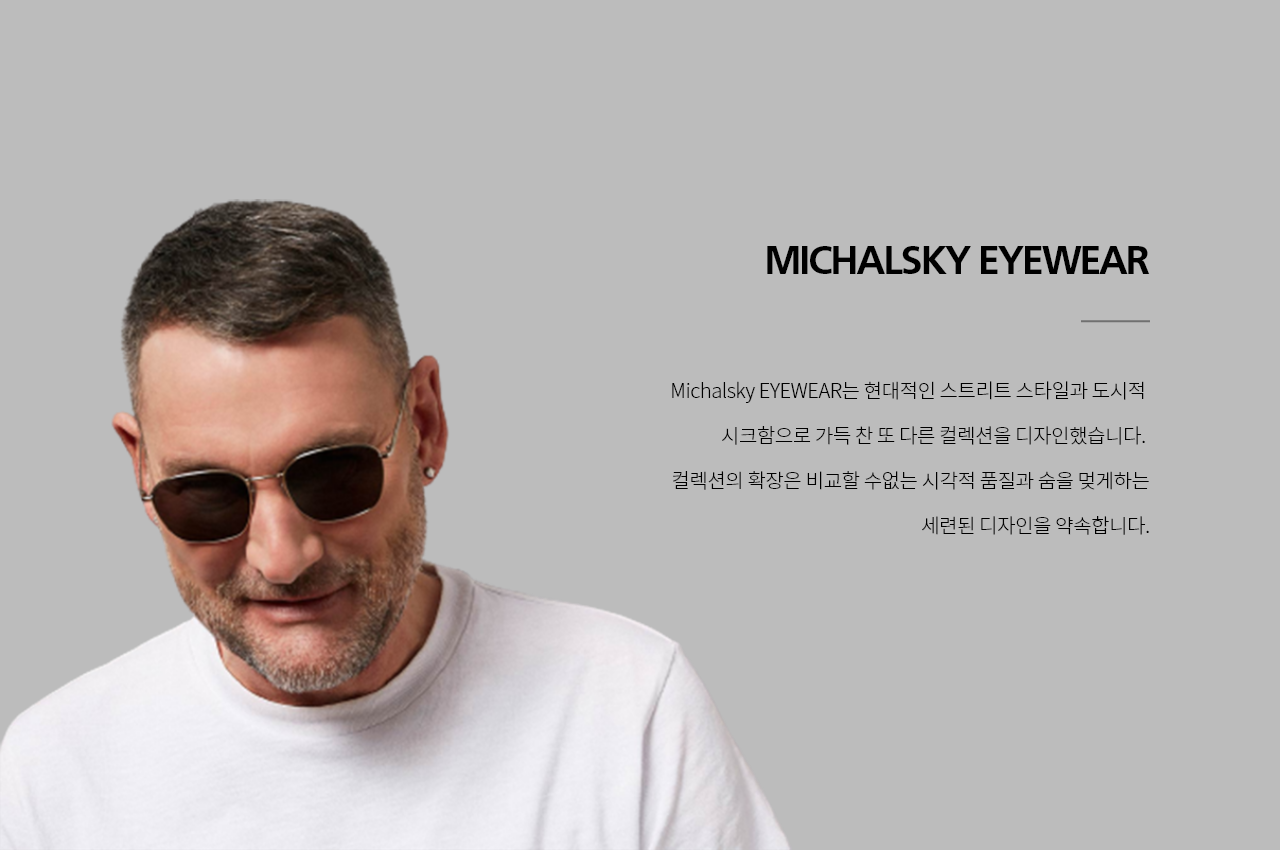 MICHALSKY EYEWEAR
Michalsky EYEWEAR는 현대적인 스트리트 스타일과 도시적
시크함으로 가득 찬 또 다른 컬렉션을 디자인했습니다.
컬렉션의 확장은 비교할 수없는 시각적 품질과 숨을 멎게하는
세련된 디자인을 약속합니다.